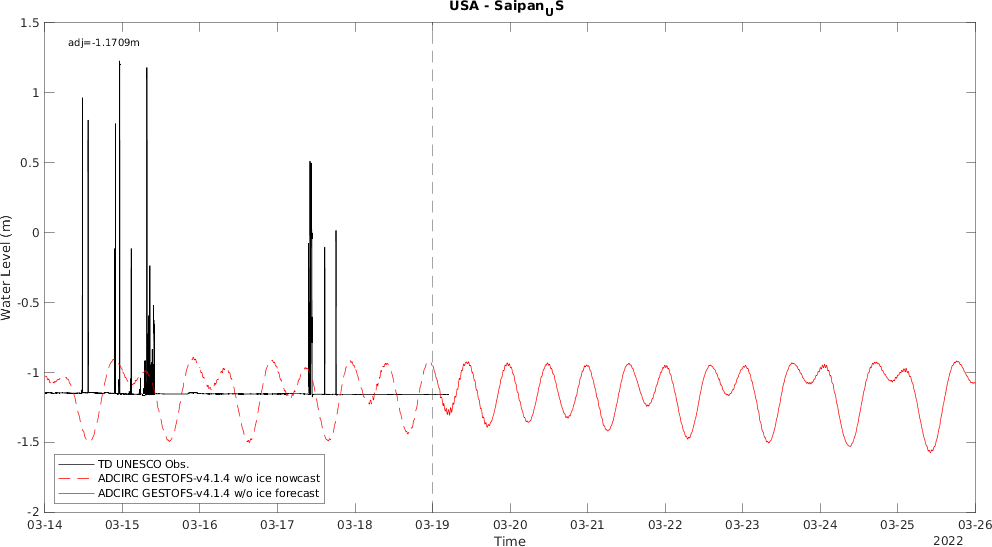 USA - Saipan_US
adj=-1.1709m
1.5
1
0.5
0
-0.5
-1
-1.5
-2
Water Level (m)
TD UNESCO Obs.
ADCIRC GESTOFS-v4.1.4 w/o ice nowcast
ADCIRC GESTOFS-v4.1.4 w/o ice forecast
03-14 03-15 03-16 03-17 03-18 03-19 03-20 03-21 03-22 03-23 03-24 03-25 03-26
Time
2022